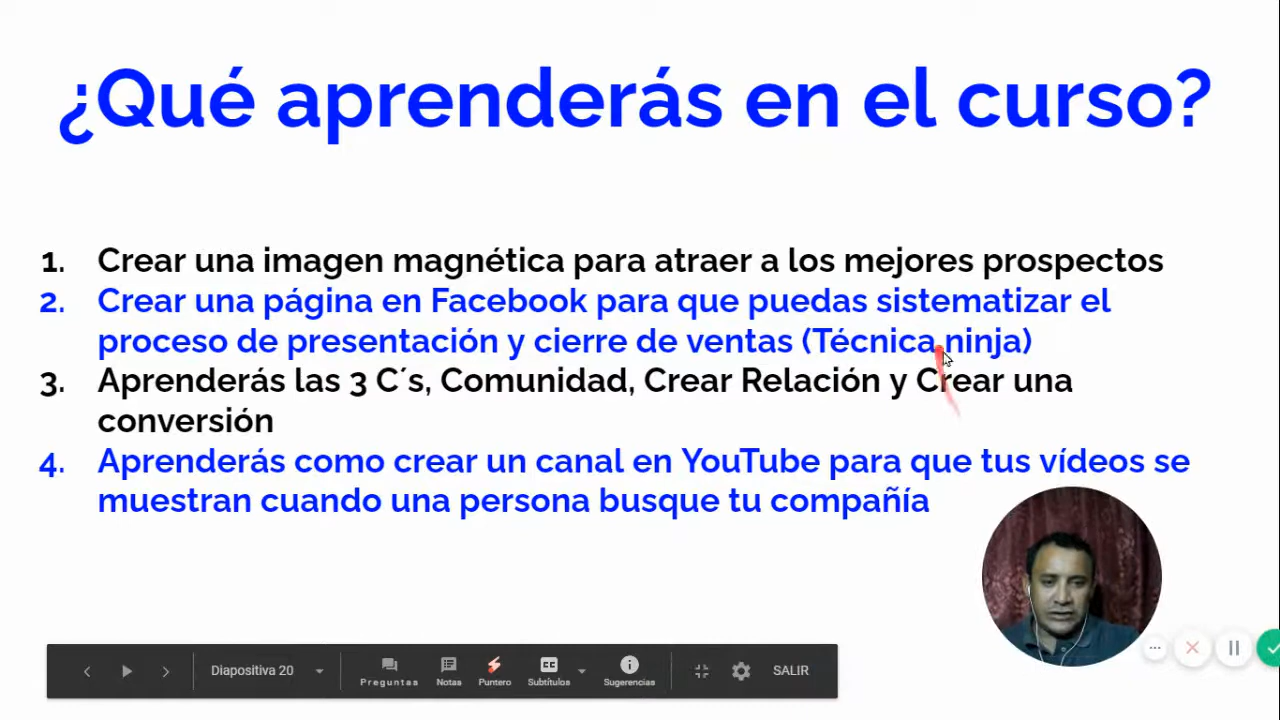 ¿Qué aprenderás en el curso?
1. Crear una imagen magnética para atraer a los mejores prospectos
2. Crear una página en Facebook para que puedas sistematizar el
proceso de presentación y cierre de ventas (Técnica ninja)
3. Aprenderás las 3 C´s, Comunidad, Crear Relación y Crear una
conversión
4. Aprenderás como crear un canal en YouTube para que tus vídeos se
muestran cuando una persona busque tu compañía
Diapositiva 20
Preguntas
Notas
Puntero
CC
Subtítulos
Sugerencias
SALIR